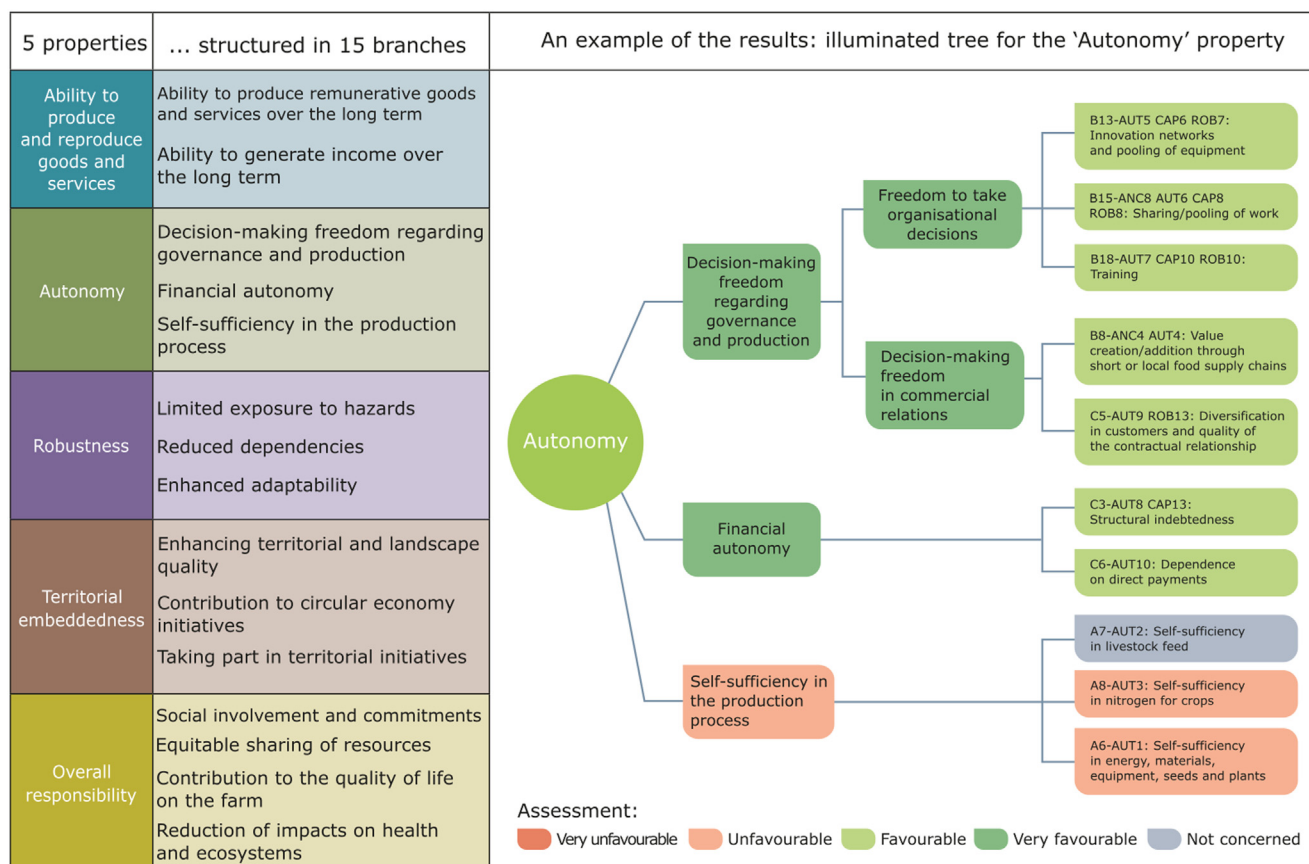 5 properties
... structured in 15 branches
An example of the results: illuminated tree for the ‘Autonomy’ property
Ability to
produce
and reproduce
goods and
services
Ability to produce remunerative goods
and services over the long term
Ability to generate income over
the long term
Autonomy
Decision-making freedom regarding
governance and production
Financial autonomy
Self-sufficiency in the production
process
Robustness
Limited exposure to hazards
Reduced dependencies
Enhanced adaptability
Territorial
embeddedness
Enhancing territorial and landscape
quality
Contribution to circular economy
initiatives
Taking part in territorial initiatives
Overall
responsibility
Social involvement and commitments
Equitable sharing of resources
Contribution to the quality of life
on the farm
Reduction of impacts on health
and ecosystems
Autonomy
Decision-making
freedom
regarding
governance
and production
Freedom to take
organisational
decisions
B13-AUT5 CAP6 ROB7:
Innovation networks
and pooling of equipment
B15-ANC8 AUT6 CAP8
ROB8: Sharing/pooling of work
B18-AUT7 CAP10 ROB10:
Training
Decision-making
freedom
in commercial
relations
B8-ANC4 AUT4: Value
creation/addition through
short or local food supply chains
C5-AUT9 ROB13: Diversification
in customers and quality of
the contractual relationship
Financial
autonomy
C3-AUT8 CAP13:
Structural indebtedness
C6-AUT10: Dependence
on direct payments
Self-sufficiency in
the production
process
A7-AUT2: Self-sufficiency
in livestock feed
A8-AUT3: Self-sufficiency
in nitrogen for crops
A6-AUT1: Self-sufficiency
in energy, materials,
equipment, seeds and plants
Assessment:
Very unfavourable
Unfavourable
Favourable
Very favourable
Not concerned